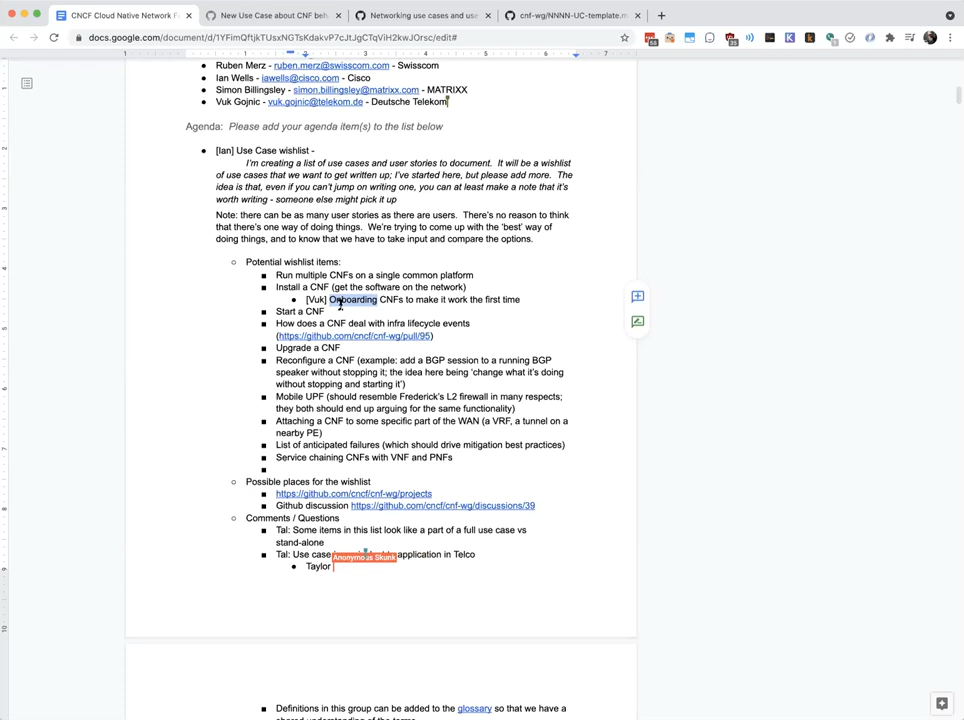 CNCF Cloud Native Network F
New Use Case about CNF beh
Networking use cases and use
cnf-wg/NNNN-UC-template.m
docs.google.com/document/d/1YFimQftjkTUsxNGTsKdakvP7cJtJgCTqViH2kwJOrsc/edit#
Ruben Merz - ruben.merz@swisscom.com - Swisscom
Ian Wells - iawells@cisco.com - Cisco
Simon Billingsley - simon.billingsley@matrixx.com - MATRIXX
Vuk Gojnic - vuk.gojnic@telekom.de - Deutsche Telekom
Agenda: Please add your agenda item(s) to the list below
[Ian] Use Case wishlist -
I'm creating a list of use cases and user stories to document. It will be a wishlist
of use cases that we want to get written up; I've started here, but please add more. The
idea is that, even if you can't jump on writing one, you can at least make a note that it's
worth writing - someone else might pick it up
Note: there can be as many user stories as there are users. There's no reason to think
that there's one way of doing things. We're trying to come up with the 'best' way of
doing things, and to know that we have to take input and compare the options.
Potential wishlist items:
Run multiple CNFs on a single common platform
Install a CNF (get the software on the network)
[Vuk] Onboarding CNFs to make it work the first time
Start a CNF
How does a CNF deal with infra lifecycle events
(https://github.com/cncf/cnf-wg/pull/95)
Upgrade a CNF
Reconfigure a CNF (example: add a BGP session to a running BGP
speaker without stopping it; the idea here being 'change what it's doing
without stopping and starting it')
Mobile UPF (should resemble Frederick's L2 firewall in many respects;
they both should end up arguing for the same functionality)
Attaching a CNF to some specific part of the WAN (a VRF, a tunnel on a
nearby PE)
List of anticipated failures (which should drive mitigation best practices)
Service chaining CNFs with VNF and PNFs
Possible places for the wishlist
https://github.com/cncf/cnf-wg/projects
Github discussion https://github.com/cncf/cnf-wg/discussions/39
Comments / Questions
Tal: Some items in this list look like a part of a full use case vs
stand-alone
Tal: Use case application in Telco
Anonymous Skunk
Taylor
Definitions in this group can be added to the glossary so that we have a